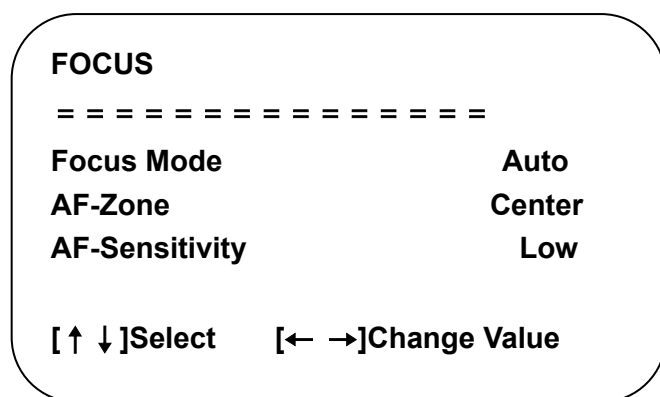 FOCUS
= = = = = = = = = = = = = = =
Focus Mode Auto
AF-Zone Center
AF-Sensitivity Low
[↑ ↓]Select [← →]Change Value